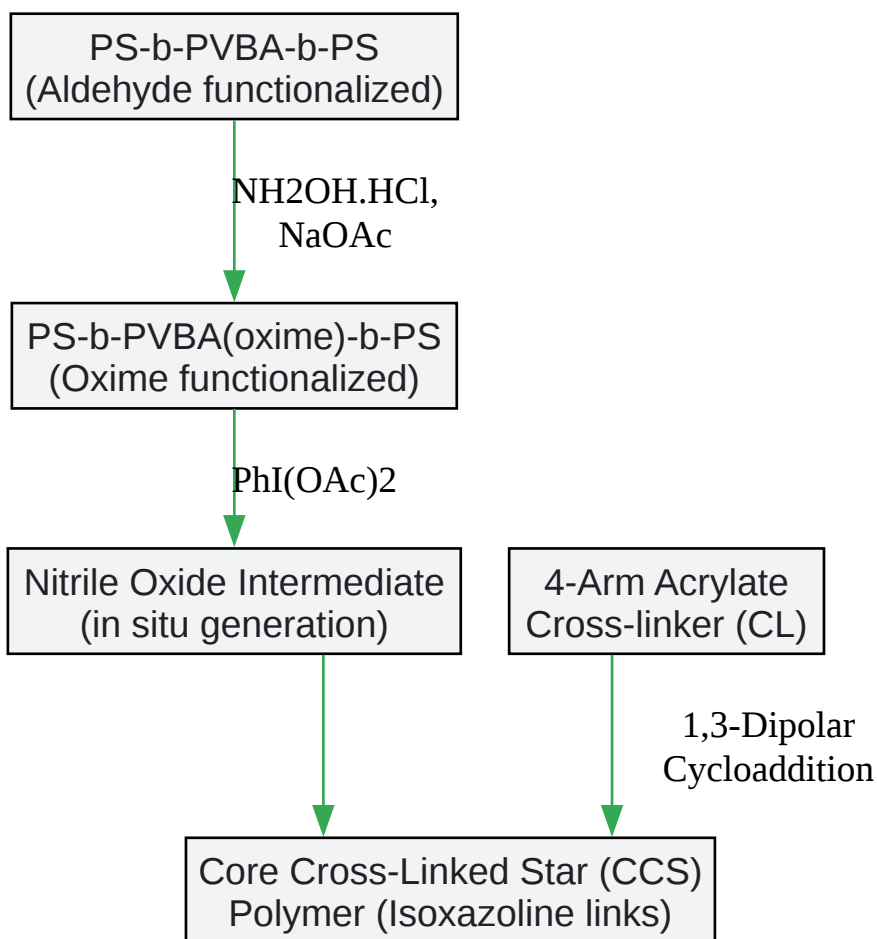 PS-b-PVBA-b-PS
(Aldehyde functionalized)
NH2OH.HCl,
NaOAc
PS-b-PVBA(oxime)-b-PS
(Oxime functionalized)
PhI(OAc)2
Nitrile Oxide Intermediate
(in situ generation)
4-Arm Acrylate
Cross-linker (CL)
1,3-Dipolar
Cycloaddition
Core Cross-Linked Star (CCS)
Polymer (Isoxazoline links)